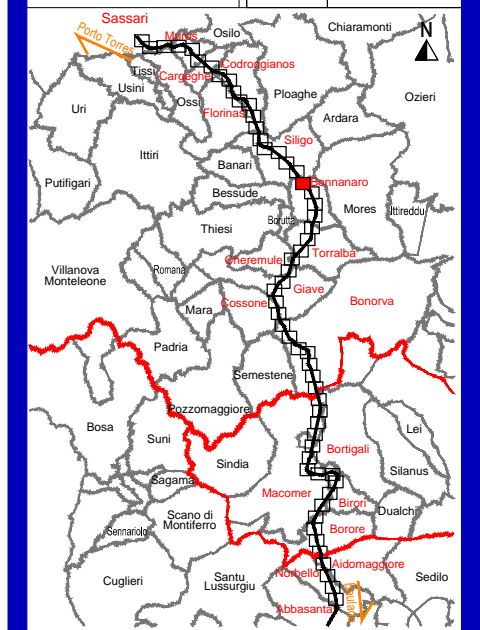 Sassari
Porto Torres
Muros
Osilo
Chiaramonti
N
Tissi
Cargeghe
Codrongianos
Usini
Ossi
Ploaghe
Ozieri
Uri
Florinas
Ardara
Siligo
Ittiri
Banari
Putifigari
Bessude
Bonnanaro
Mores
Ittireddu
Borutta
Thiesi
Torralba
Cheremule
Villanova
Monteleone
Romana
Giave
Cossone
Bonorva
Mara
Padria
Semestene
Pozzomaggiore
Bosa
Suni
Lei
Bortigali
Sindia
Silanus
Sagama
Macomer
Birori
Dualchi
Scano di
Montiferro
Sennariolo
Borore
Aidomaggiore
Norbello
Sedilo
Cuglieri
Santu
Lussurgiu
Abbasanta